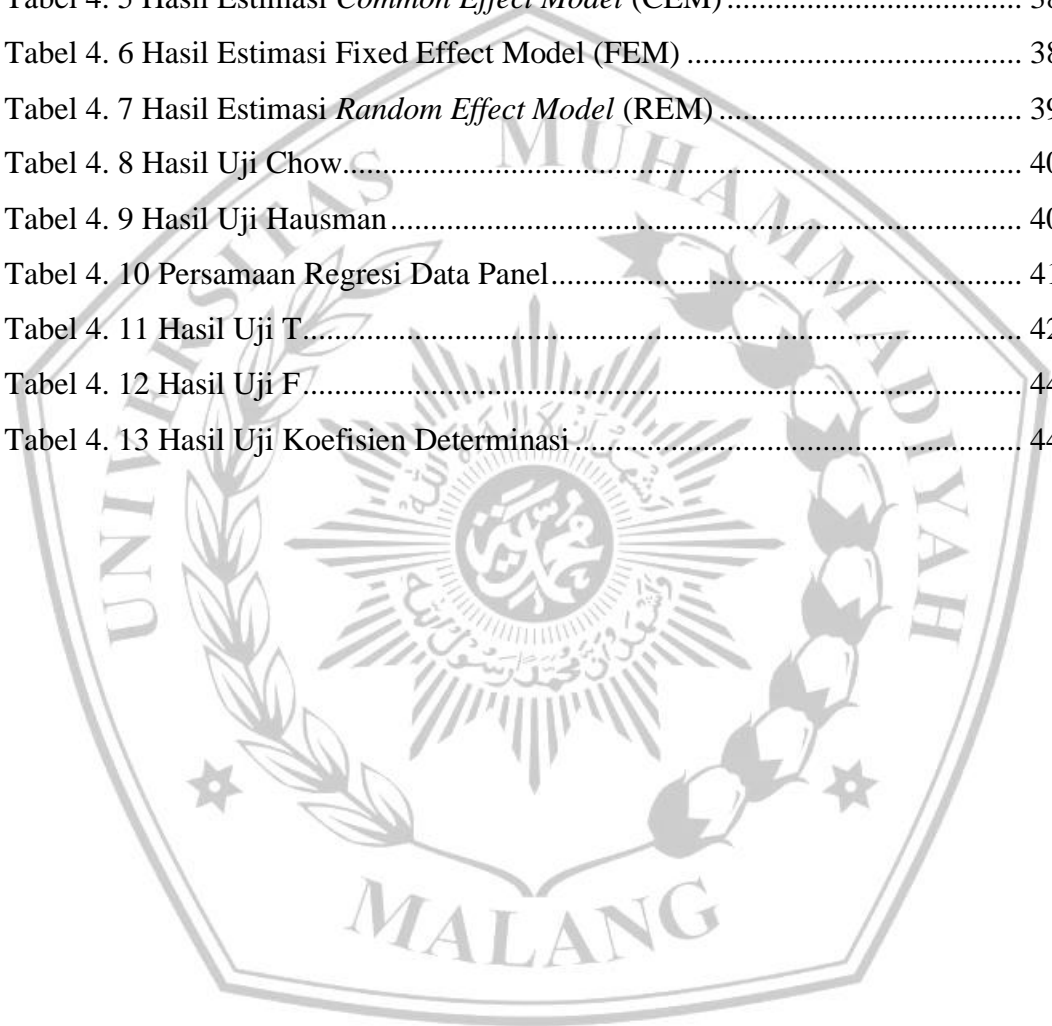 Tabel 4. 5 Hasil Estimasi Common Effect Model (CEM) 38
Tabel 4. 6 Hasil Estimasi Fixed Effect Model (FEM) 38
Tabel 4. 7 Hasil Estimasi Random Effect Model (REM) 39
Tabel 4. 8 Hasil Uji Chow 40
Tabel 4. 9 Hasil Uji Hausman 40
Tabel 4. 10 Persamaan Regresi Data Panel 41
Tabel 4. 11 Hasil Uji T 42
Tabel 4. 12 Hasil Uji F 44
Tabel 4. 13 Hasil Uji Koefisien Determinasi 44
UNIVERSITAS MUHAMMADIYAH
MALANG